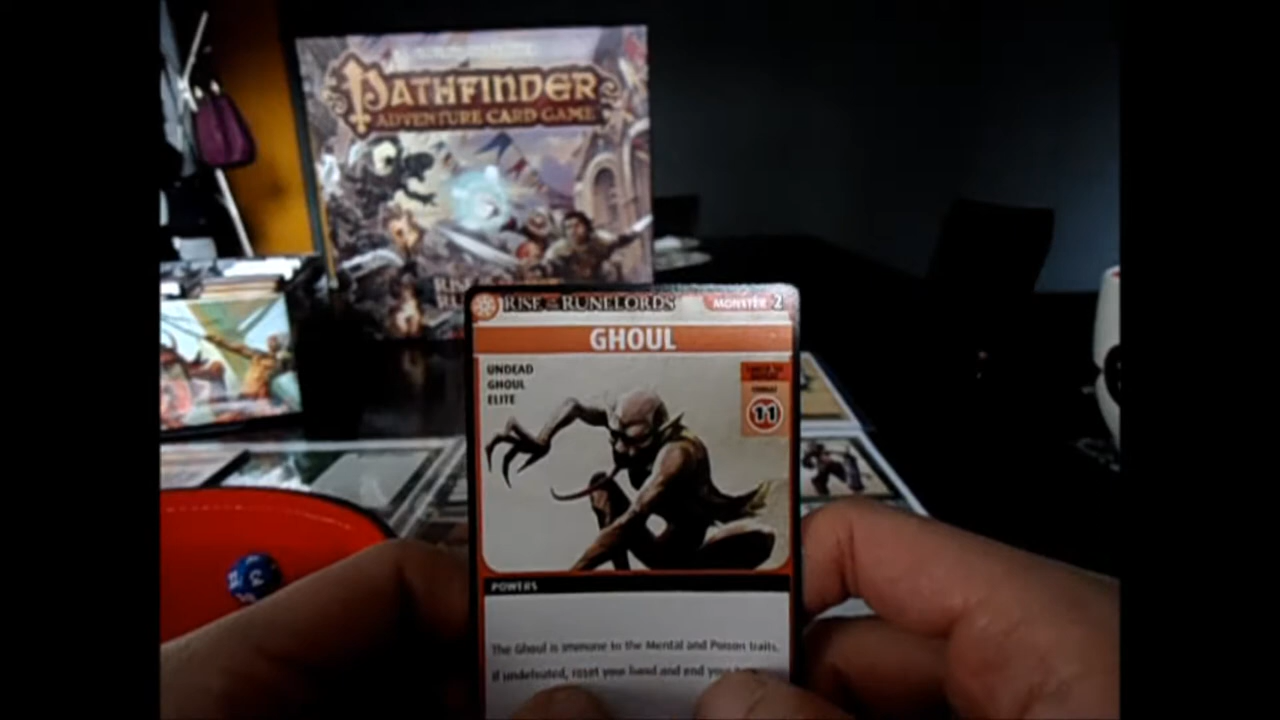 PATHFINDER
ADVENTURE CARD GAME
RISE OF THE RUNELORDS
MONSTER 2
GHOUL
UNDEAD
GHOUL
ELITE
COMBAT
11
POWERS
The Ghoul is immune to the Mental and Poison traits.
If undefeated, reset your hand and end your